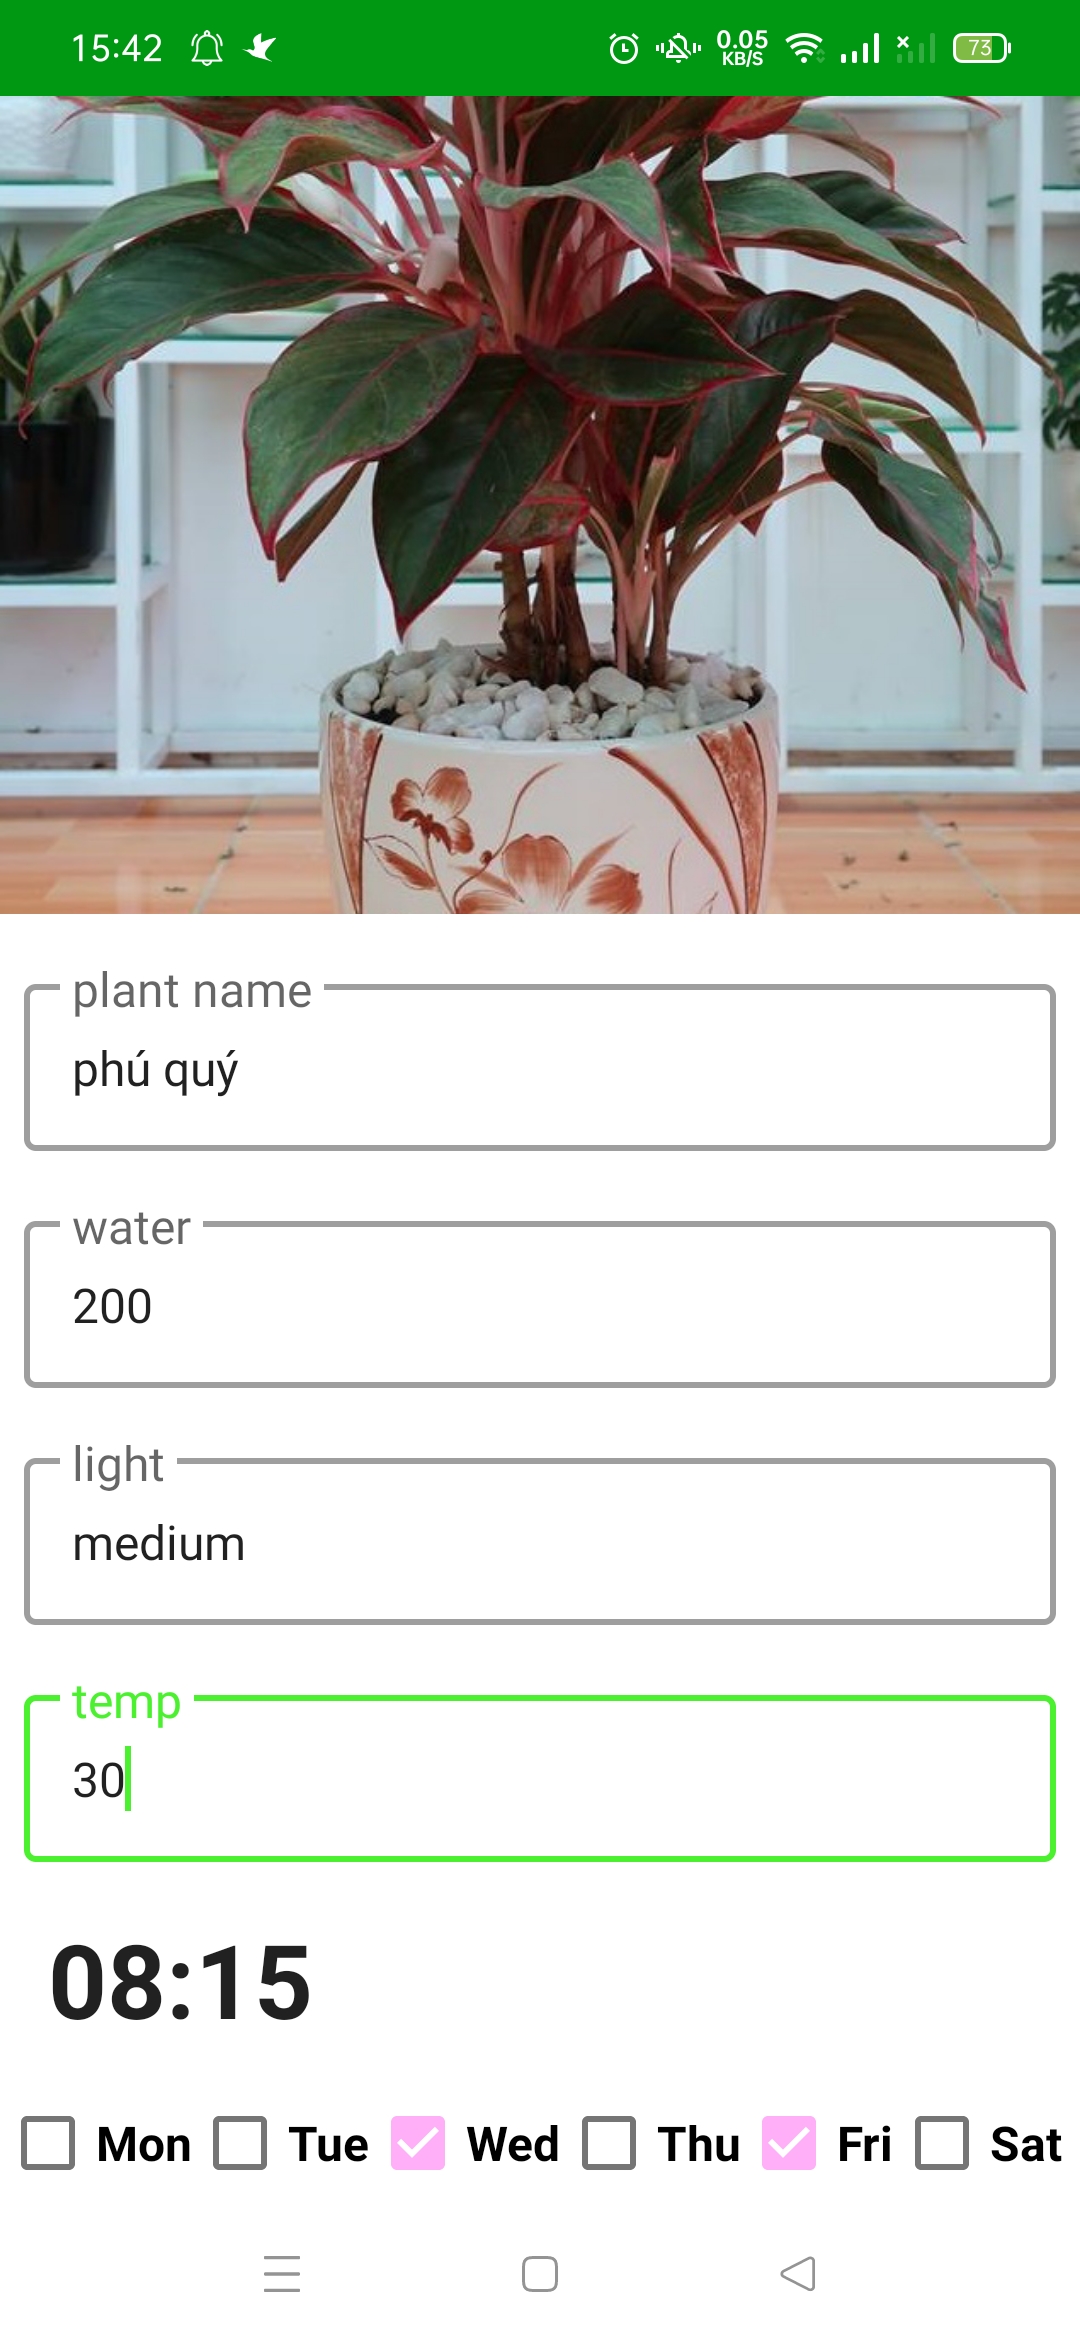 15:42 0.05 KB/S 73
plant name
phú quý
water
200
light
medium
temp
30
08:15
Mon Tue Wed Thu Fri Sat